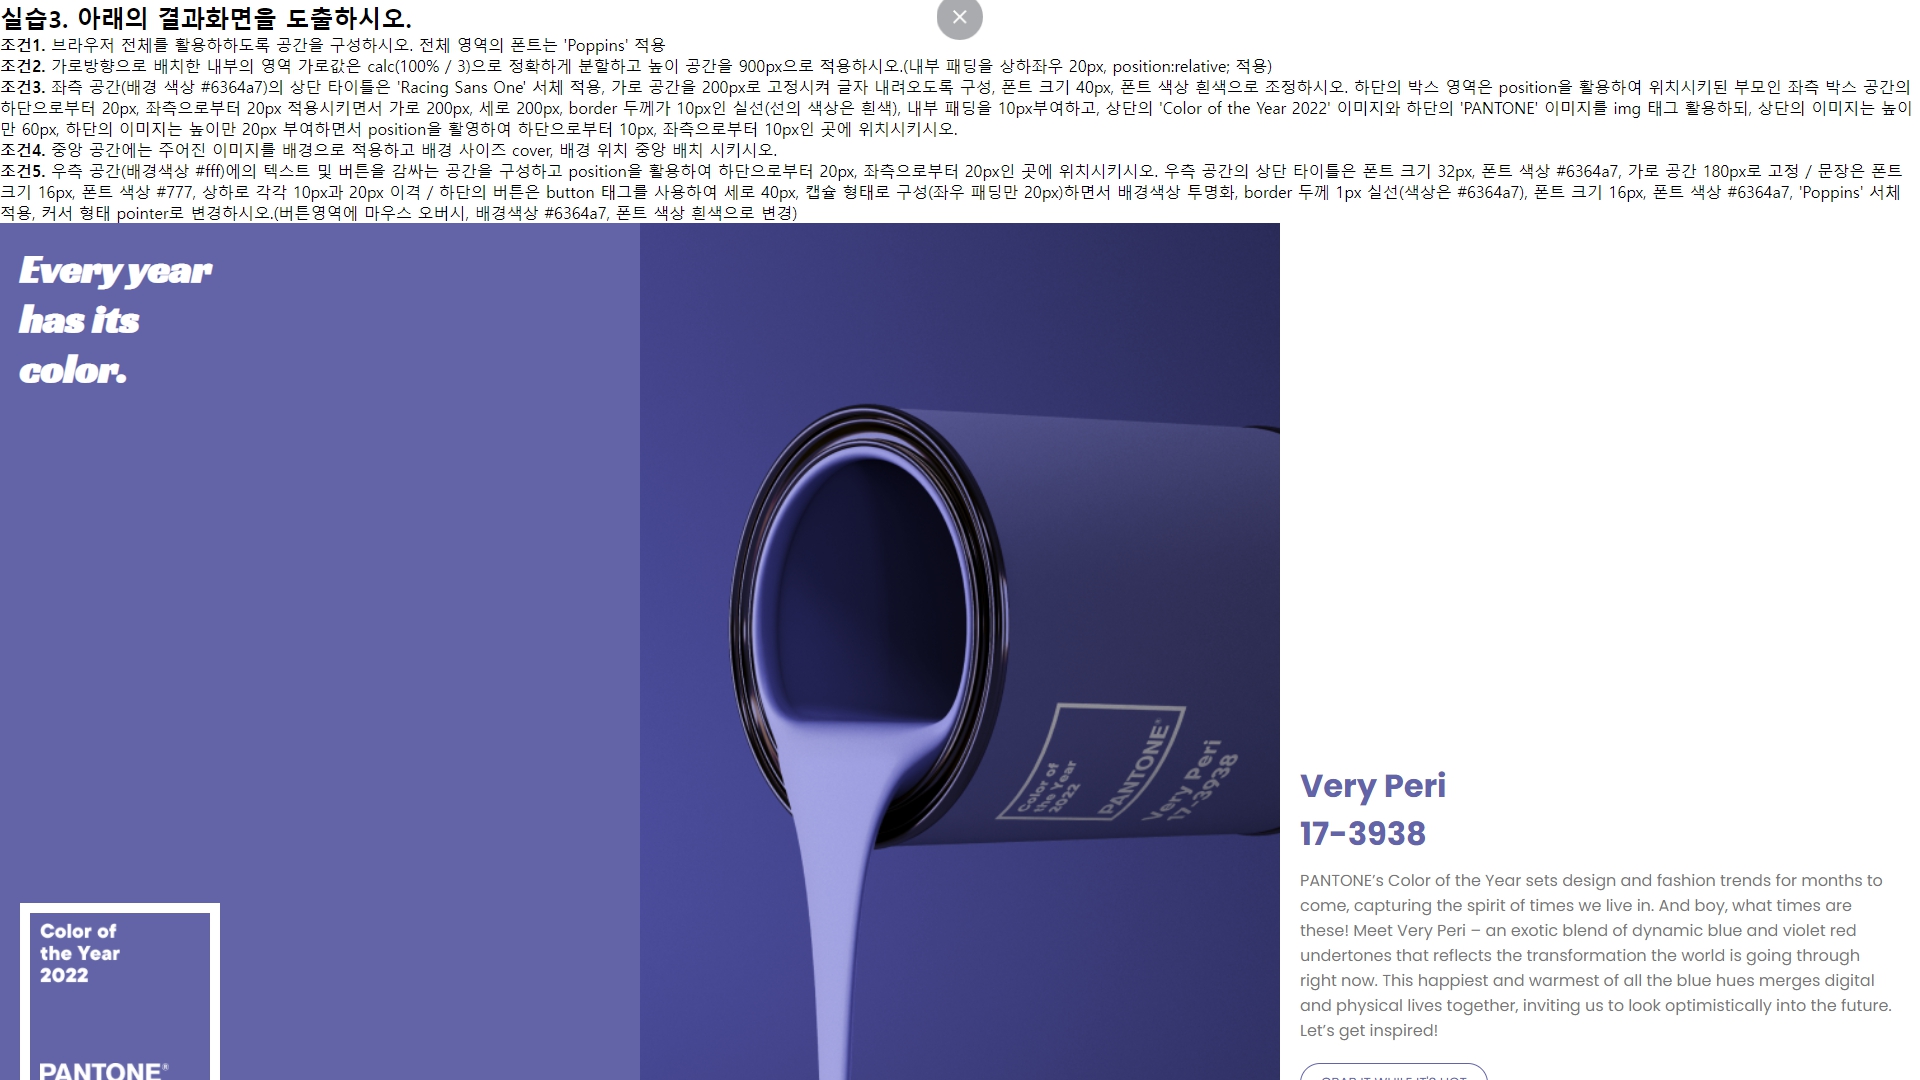 실습3. 아래의 결과화면을 도출하시오.
조건1. 브라우저 전체를 활용하하도록 공간을 구성하시오. 전체 영역의 폰트는 'Poppins' 적용
조건2. 가로방향으로 배치한 내부의 영역 가로값은 calc(100% / 3)으로 정확하게 분할하고 높이 공간을 900px으로 적용하시오.(내부 패딩을 상하좌우 20px, position:relative; 적용)
조건3. 좌측 공간(배경 색상 #6364a7)의 상단 타이틀은 'Racing Sans One' 서체 적용, 가로 공간을 200px로 고정시켜 글자 내려오도록 구성, 폰트 크기 40px, 폰트 색상 흰색으로 조정하시오. 하단의 박스 영역은 position을 활용하여 위치시키된 부모인 좌측 박스 공간의
하단으로부터 20px, 좌측으로부터 20px 적용시키면서 가로 200px, 세로 200px, border 두께가 10px인 실선(선의 색상은 흰색), 내부 패딩을 10px부여하고, 상단의 'Color of the Year 2022' 이미지와 하단의 'PANTONE' 이미지를 img 태그 활용하되, 상단의 이미지는 높이
만 60px, 하단의 이미지는 높이만 20px 부여하면서 position을 활영하여 하단으로부터 10px, 좌측으로부터 10px인 곳에 위치시키시오.
조건4. 중앙 공간에는 주어진 이미지를 배경으로 적용하고 배경 사이즈 cover, 배경 위치 중앙 배치 시키시오.
조건5. 우측 공간(배경색상 #fff)에의 텍스트 및 버튼을 감싸는 공간을 구성하고 position을 활용하여 하단으로부터 20px, 좌측으로부터 20px인 곳에 위치시키시오. 우측 공간의 상단 타이틀은 폰트 크기 32px, 폰트 색상 #6364a7, 가로 공간 180px로 고정 / 문장은 폰트
크기 16px, 폰트 색상 #777, 상하로 각각 10px과 20px 이격 / 하단의 버튼은 button 태그를 사용하여 세로 40px, 캡슐 형태로 구성(좌우 패딩만 20px)하면서 배경색상 투명화, border 두께 1px 실선(색상은 #6364a7), 폰트 크기 16px, 폰트 색상 #6364a7, 'Poppins' 서체
적용, 커서 형태 pointer로 변경하시오.(버튼영역에 마우스 오버시, 배경색상 #6364a7, 폰트 색상 흰색으로 변경)
Every year
has its
color.
Color of
the Year
2022
PANTONE®
Color of
the Year
2022
PANTONE®
Very Peri
17-3938
Very Peri
17-3938
PANTONE’s Color of the Year sets design and fashion trends for months to
come, capturing the spirit of times we live in. And boy, what times are
these! Meet Very Peri – an exotic blend of dynamic blue and violet red
undertones that reflects the transformation the world is going through
right now. This happiest and warmest of all the blue hues merges digital
and physical lives together, inviting us to look optimistically into the future.
Let’s get inspired!
GRAB IT WHILE IT'S HOT